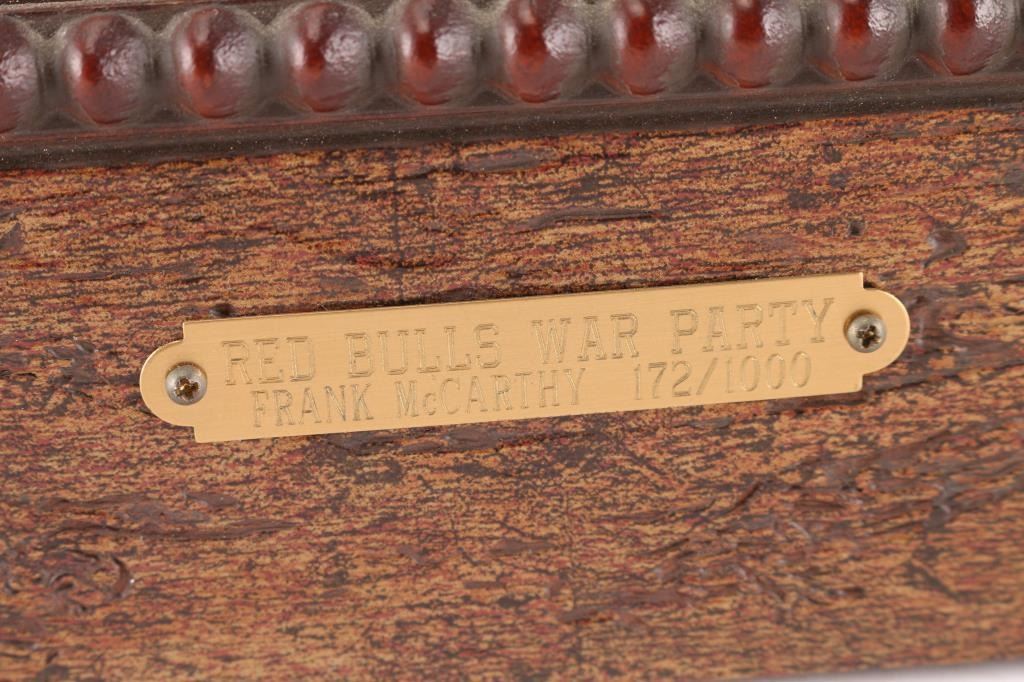 RED BULLS WAR PARTY
FRANK McCARTHY 172/1000